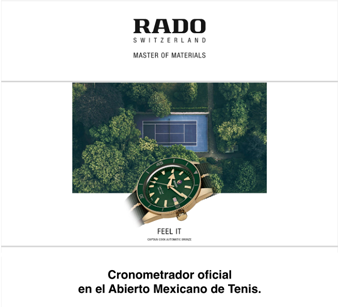 RADO
SWITZERLAND
MASTER OF MATERIALS
FEEL IT
CAPTAIN COOK AUTOMATIC BRONZE
Cronometrador oficial
en el Abierto Mexicano de Tenis.